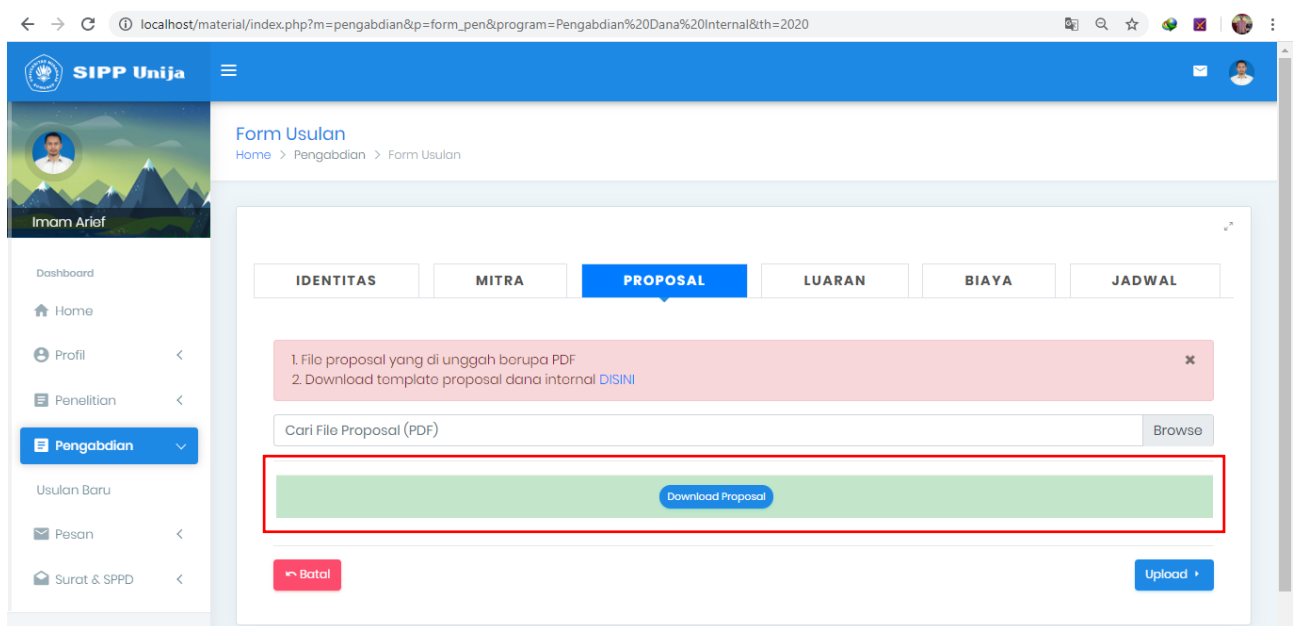 localhost/material/index.php?m=pengabdian&p=form_pen&program=Pengabdian%20Dana%20Internal&th=2020
SIPP Unija
Imam Arief
Dashboard
Home
Profil
Penelitian
Pengabdian
Usulan Baru
Pesan
Surat & SPPD
Form Usulan
Home > Pengabdian > Form Usulan
IDENTITAS MITRA PROPOSAL LUARAN BIAYA JADWAL
1. File proposal yang di unggah berupa PDF
2. Download template proposal dana internal DISINI
Cari File Proposal (PDF) Browse
Download Proposal
Batal Upload